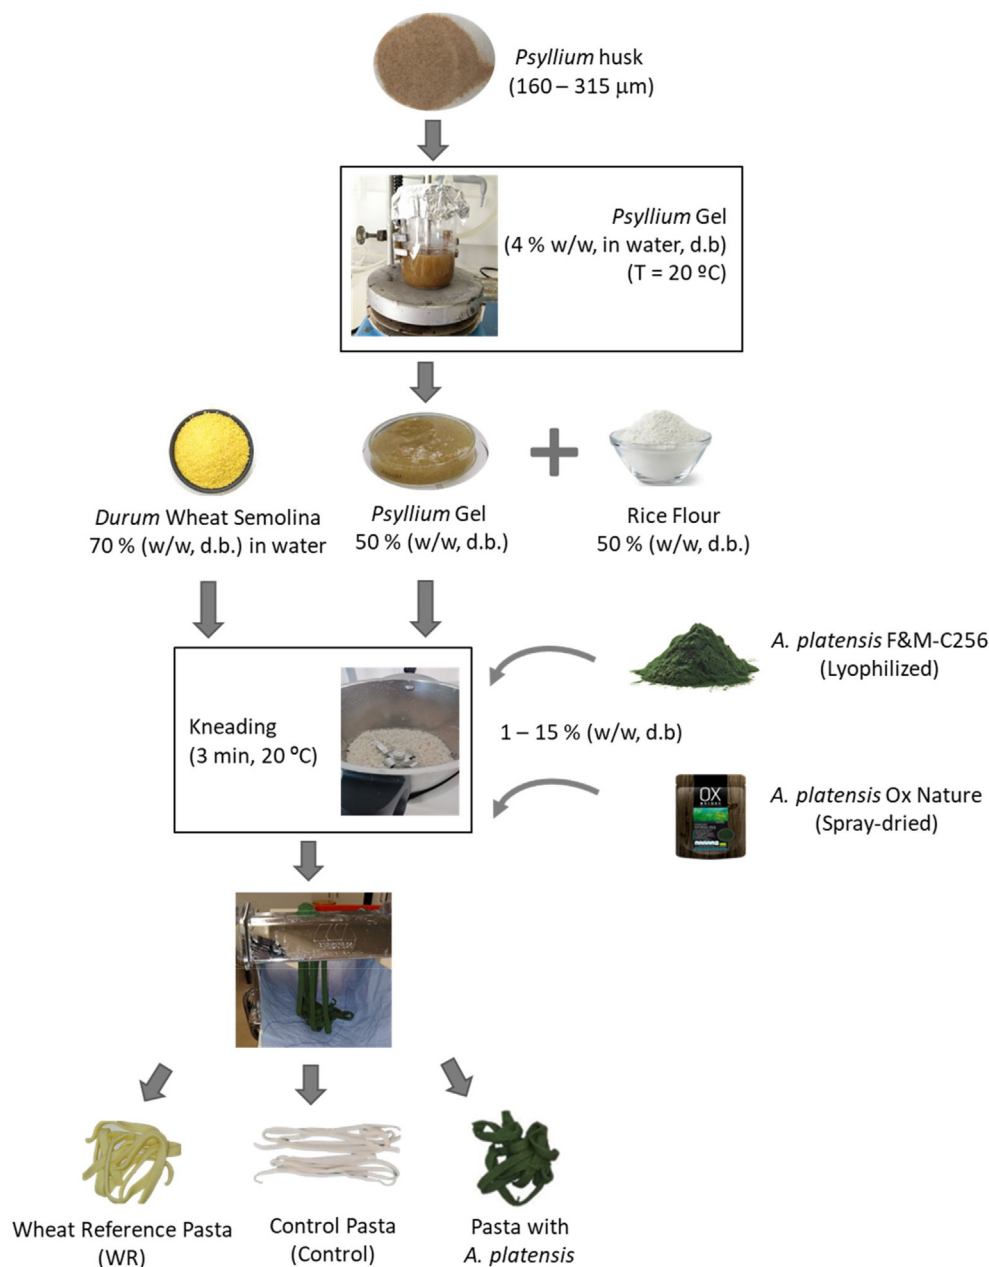 Psyllium husk
(160 – 315 µm)
Psyllium Gel
(4 % w/w, in water, d.b)
(T = 20 ºC)
Durum Wheat Semolina
70 % (w/w, d.b.) in water
Psyllium Gel
50 % (w/w, d.b.)
Rice Flour
50 % (w/w, d.b.)
A. platensis F&M-C256
(Lyophilized)
Kneading
(3 min, 20 ºC)
1 – 15 % (w/w, d.b)
OX
A. platensis Ox Nature
(Spray-dried)
Wheat Reference Pasta
(WR)
Control Pasta
(Control)
Pasta with
A. platensis